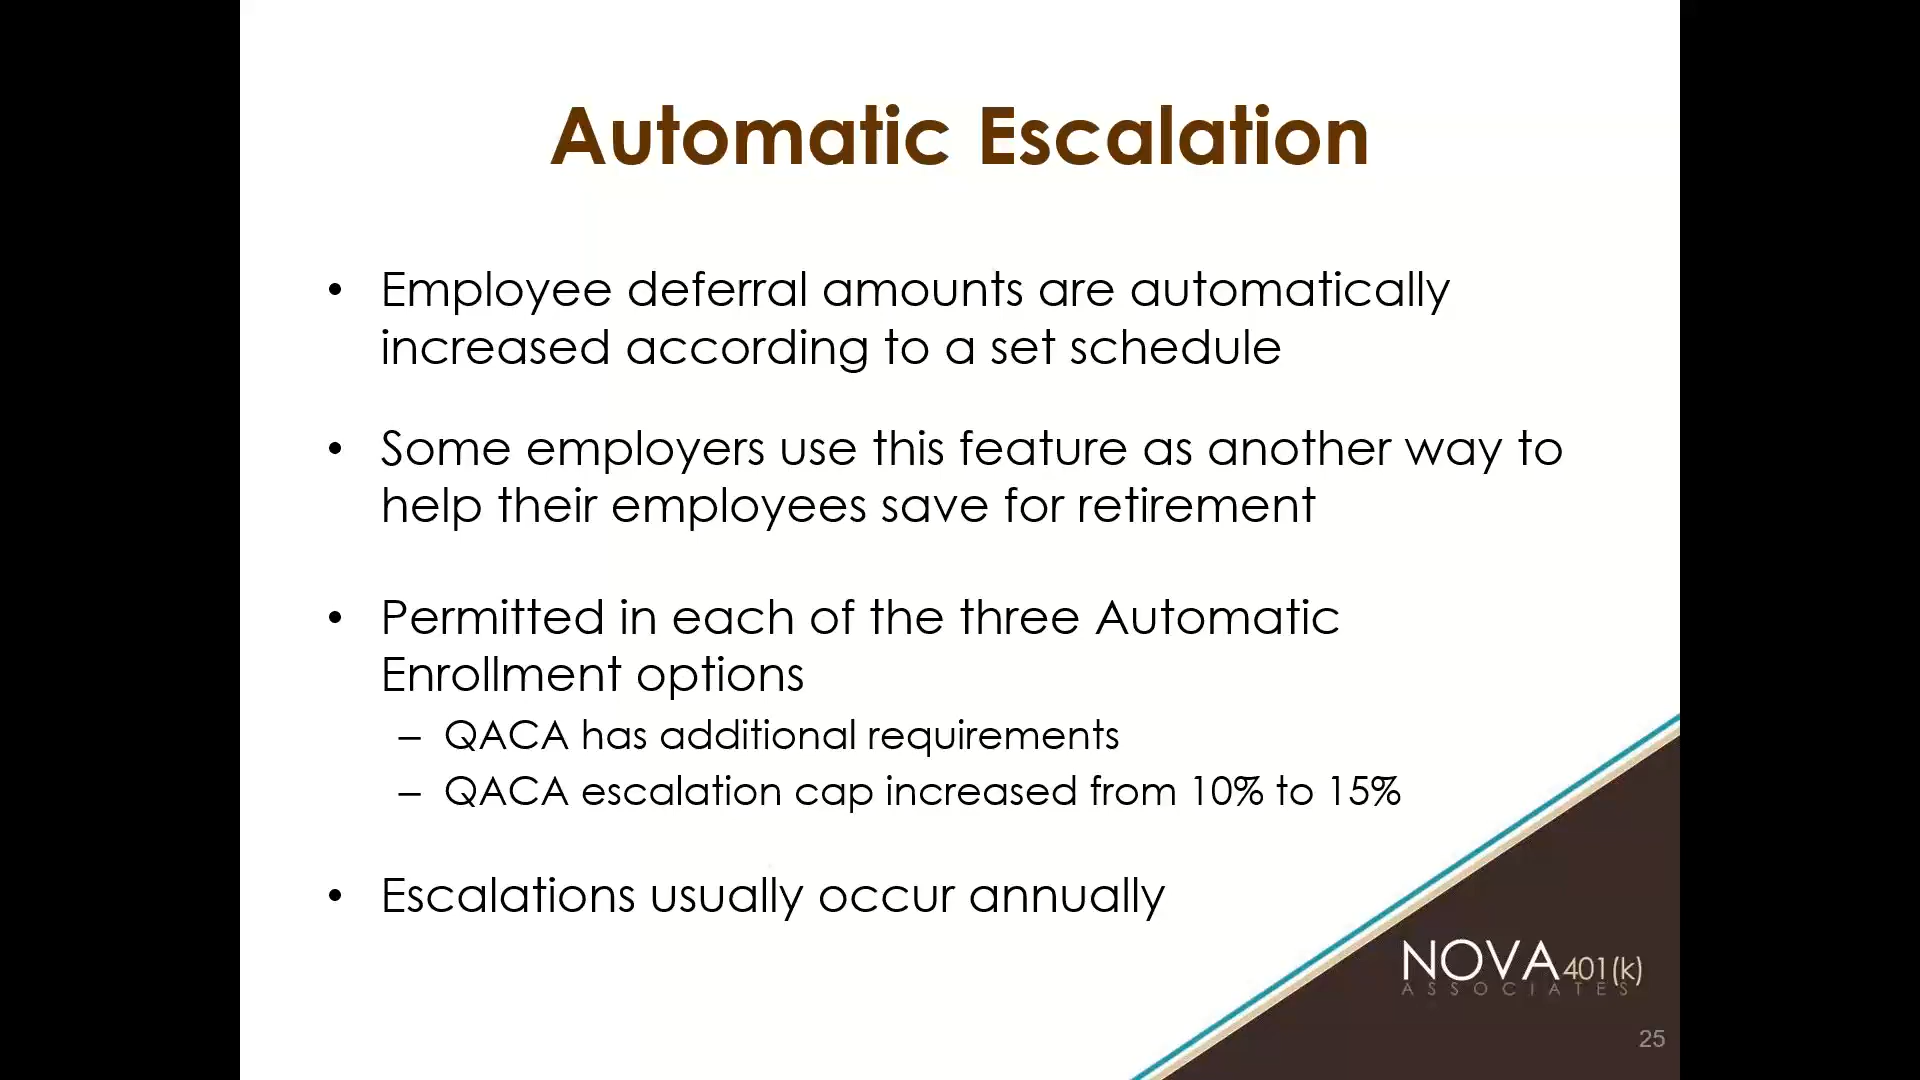 Automatic Escalation
• Employee deferral amounts are automatically
increased according to a set schedule
• Some employers use this feature as another way to
help their employees save for retirement
• Permitted in each of the three Automatic
Enrollment options
– QACA has additional requirements
– QACA escalation cap increased from 10% to 15%
• Escalations usually occur annually
NOVA 401(k)
ASSOCIATES
25